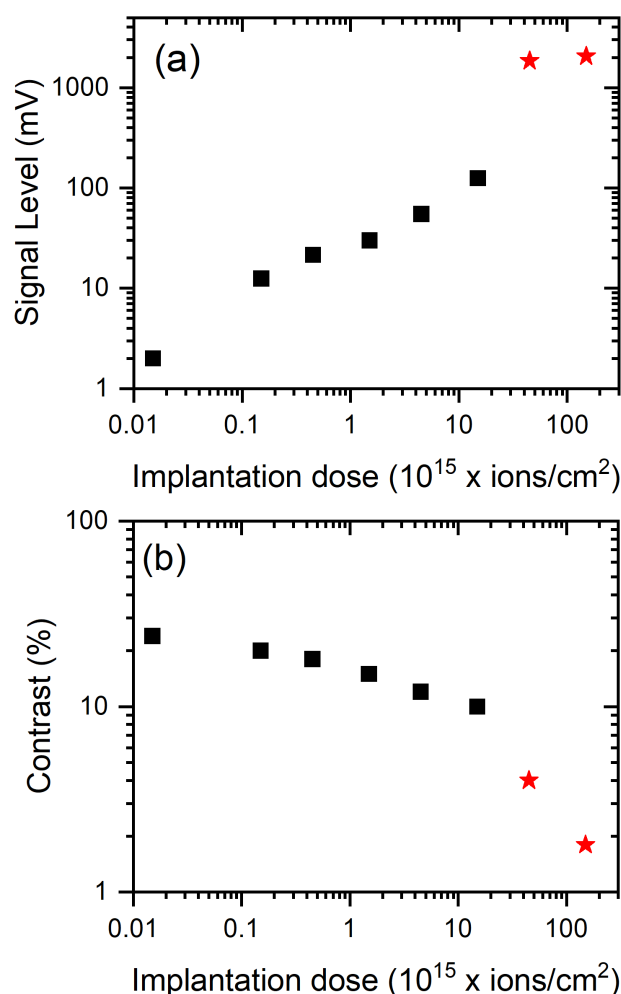 (a)
Signal Level (mV)
1000
100
10
1
0.01 0.1 1 10 100
Implantation dose (10¹⁵ x ions/cm²)
(b)
Contrast (%)
100
10
1
0.01 0.1 1 10 100
Implantation dose (10¹⁵ x ions/cm²)